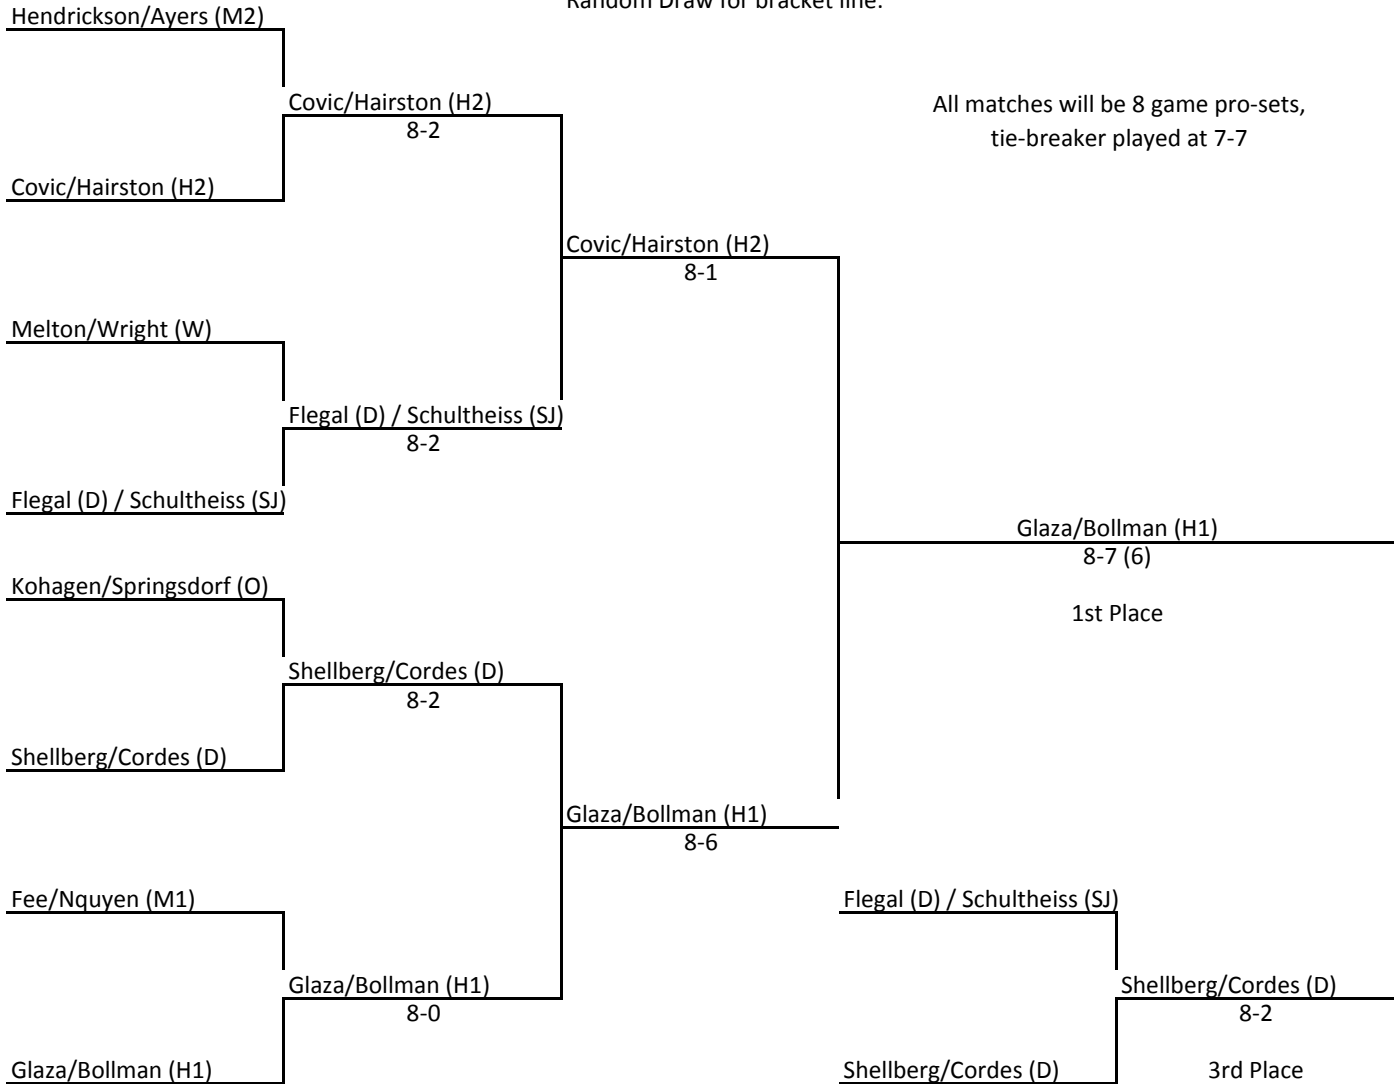 Random Draw for bracket line.
Hendrickson/Ayers (M2)
Covic/Hairston (H2)
8-2
All matches will be 8 game pro-sets,
tie-breaker played at 7-7
Covic/Hairston (H2)
Covic/Hairston (H2)
8-1
Melton/Wright (W)
Flegal (D) / Schultheiss (SJ)
8-2
Flegal (D) / Schultheiss (SJ)
Glaza/Bollman (H1)
8-7 (6)
1st Place
Kohagen/Springsdorf (O)
Shellberg/Cordes (D)
8-2
Shellberg/Cordes (D)
Glaza/Bollman (H1)
8-6
Fee/Nquyen (M1)
Flegal (D) / Schultheiss (SJ)
Glaza/Bollman (H1)
8-0
Shellberg/Cordes (D)
8-2
Glaza/Bollman (H1)
Shellberg/Cordes (D)
3rd Place